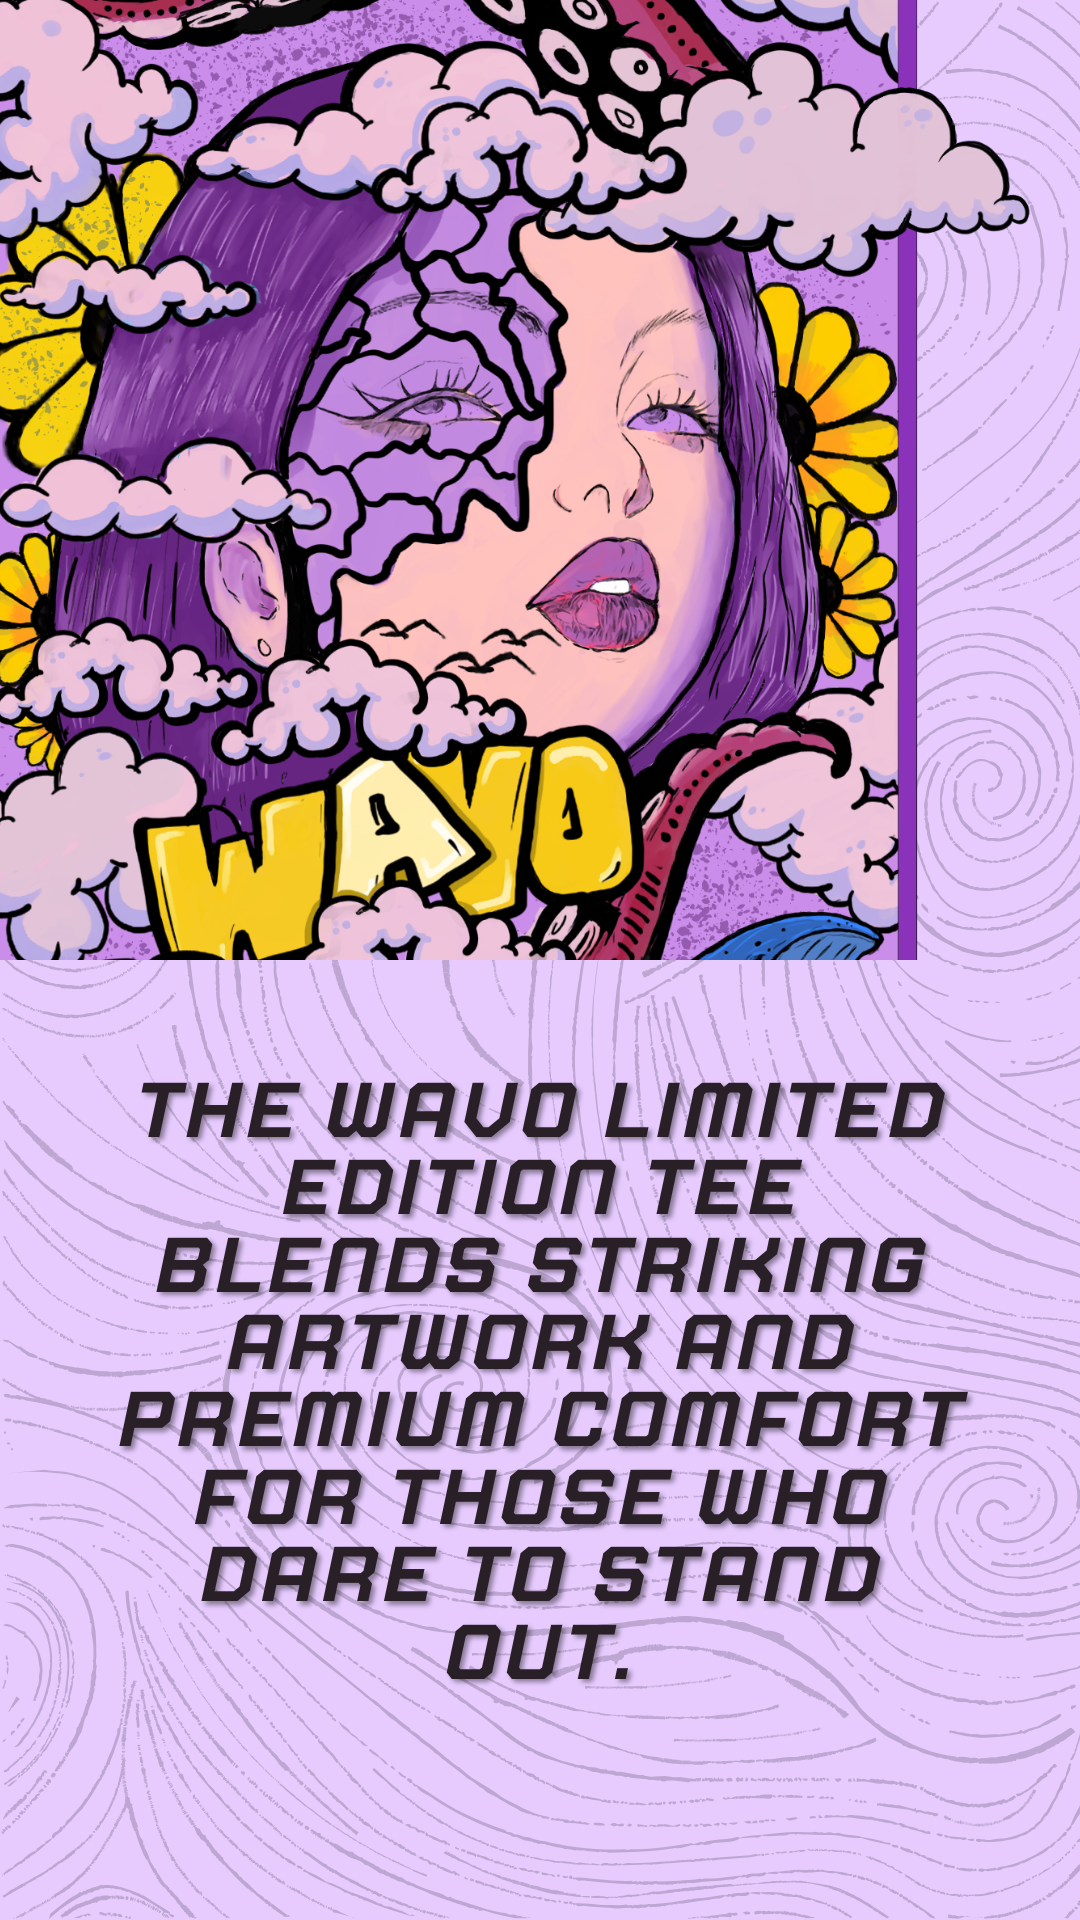 WAVO
THE WAVO LIMITED
EDITION TEE
BLENDS STRIKING
ARTWORK AND
PREMIUM COMFORT
FOR THOSE WHO
DARE TO STAND
OUT.